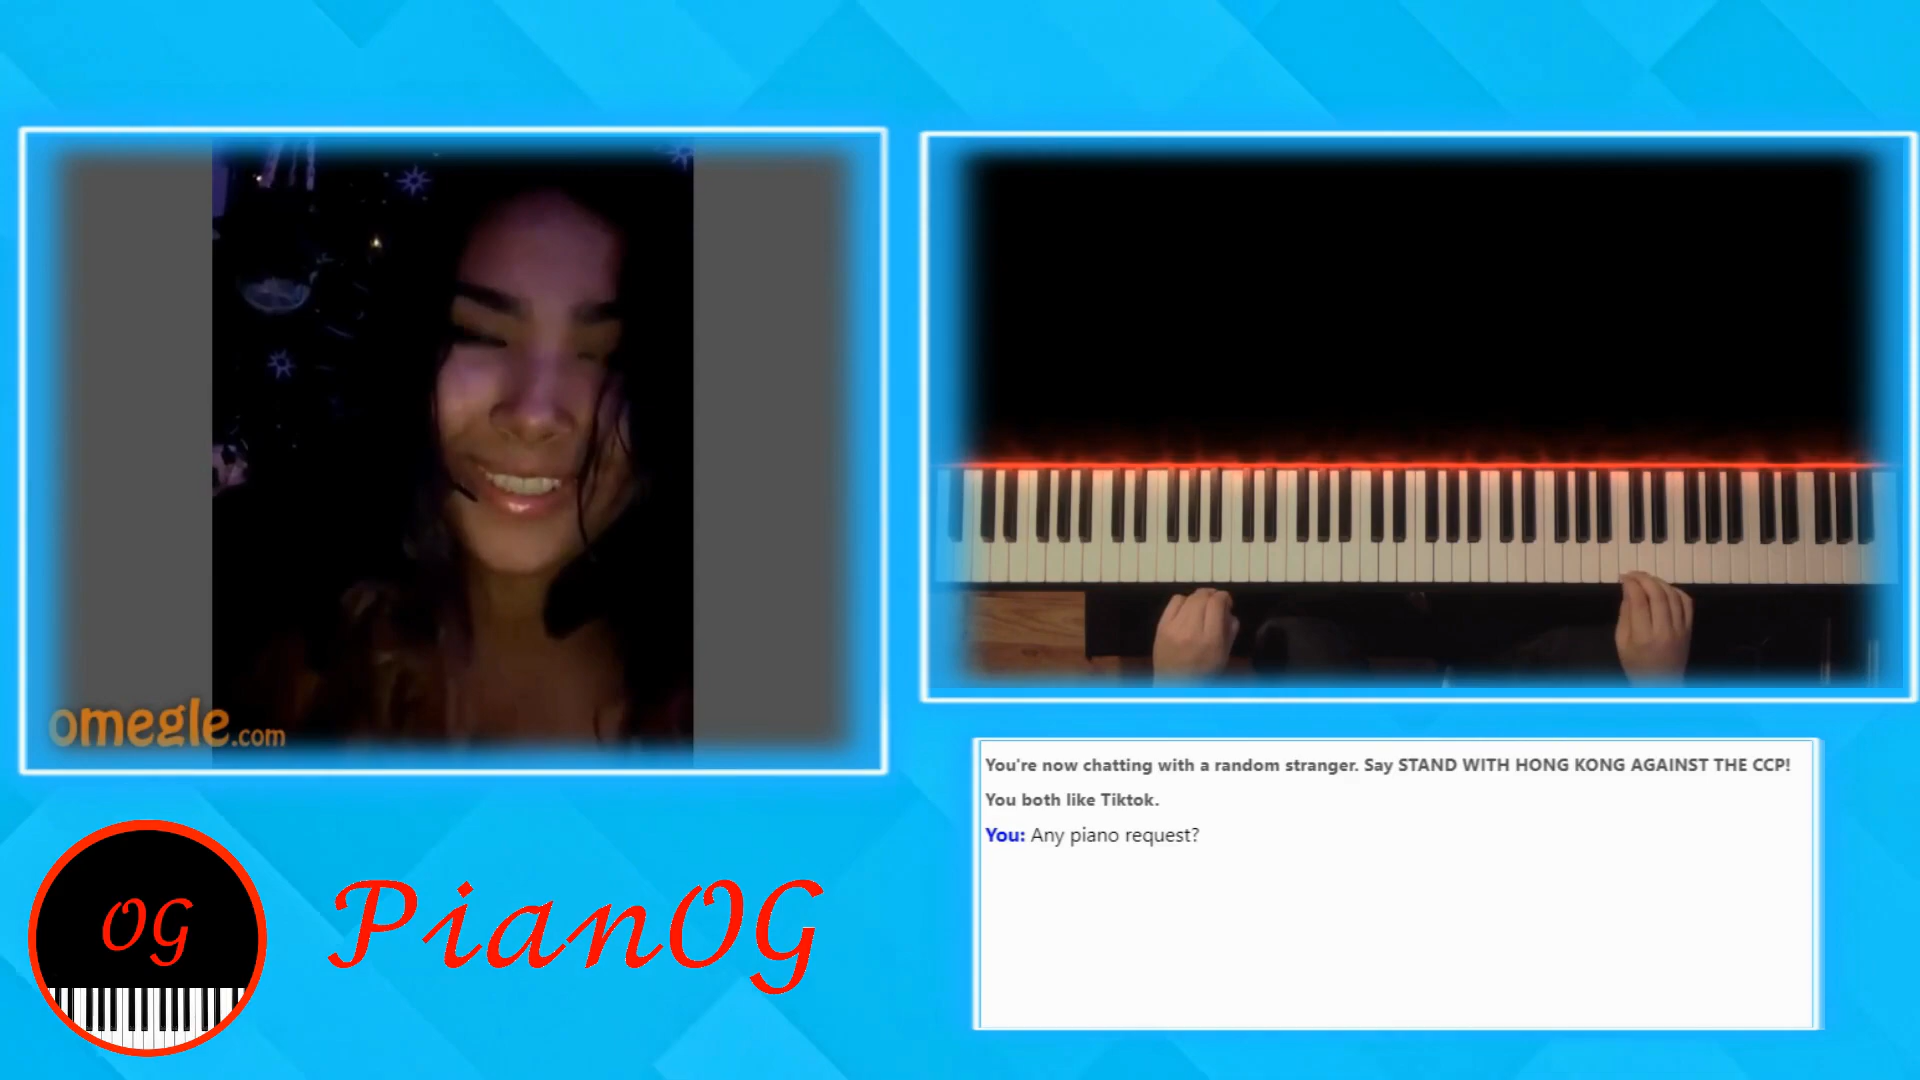 omegle.com
You're now chatting with a random stranger. Say STAND WITH HONG KONG AGAINST THE CCP!
You both like Tiktok.
You: Any piano request?
OG
PianOG